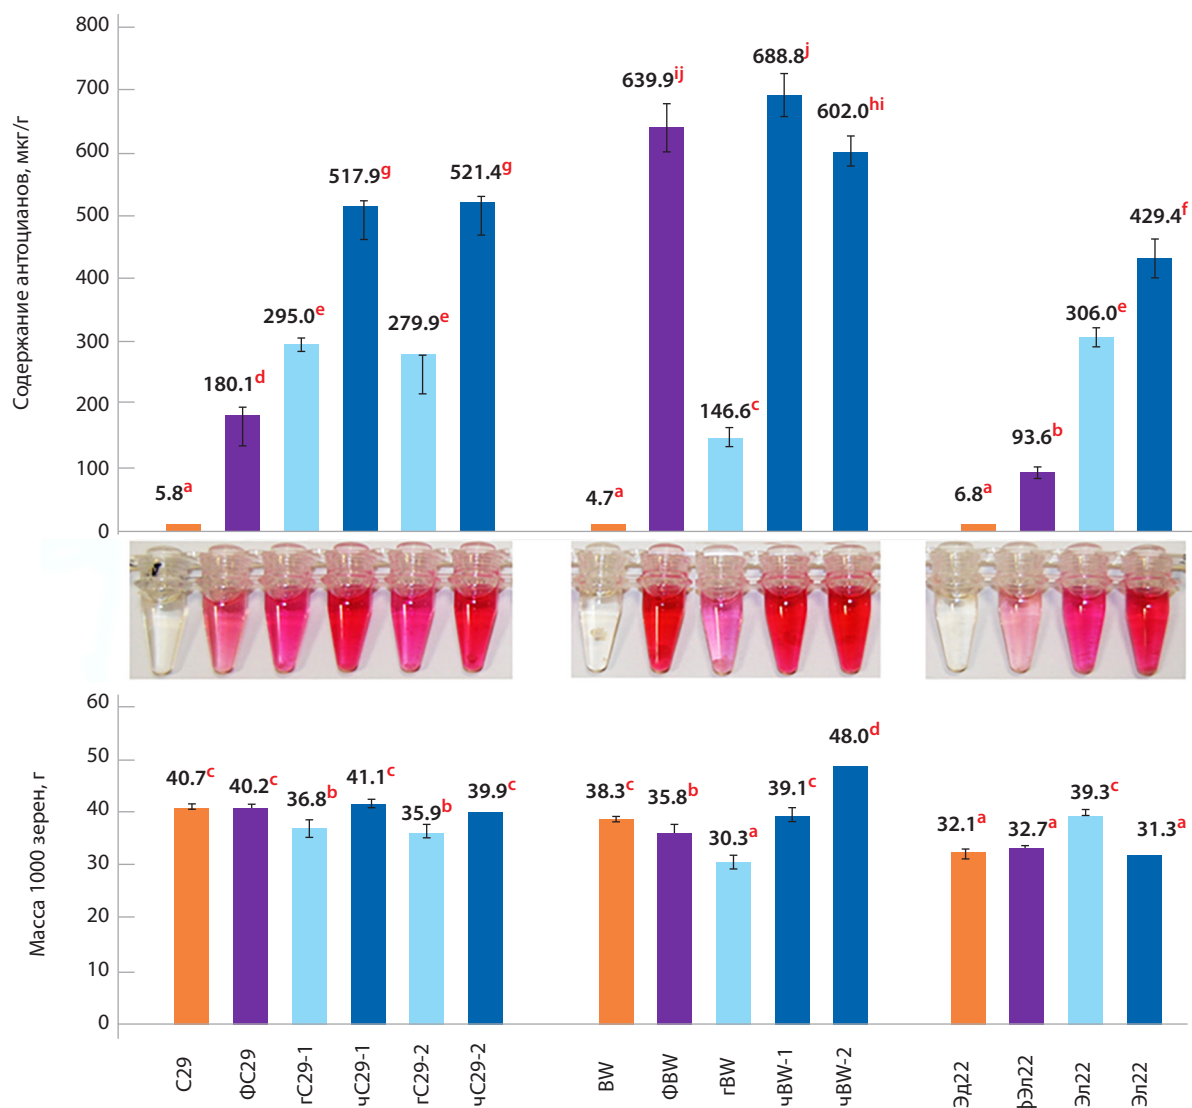 Содержание антоцианов, мкг/г
800
700
600
500
400
300
200
100
0
5.8a
180.1d
295.0e
517.9g
279.9e
521.4g
4.7a
639.9ij
146.6c
688.8j
602.0hi
6.8a
93.6b
306.0e
429.4f
Масса 1000 зерен, г
60
50
40
30
20
10
0
40.7c
40.2c
36.8b
41.1c
35.9b
39.9c
38.3c
35.8b
30.3a
39.1c
48.0d
32.1a
32.7a
39.3c
31.3a
С29
ФС29
гС29-1
чС29-1
гС29-2
чС29-2
BW
ФBW
гBW
чBW-1
чBW-2
Эд22
фЭл22
Эл22
Эл22